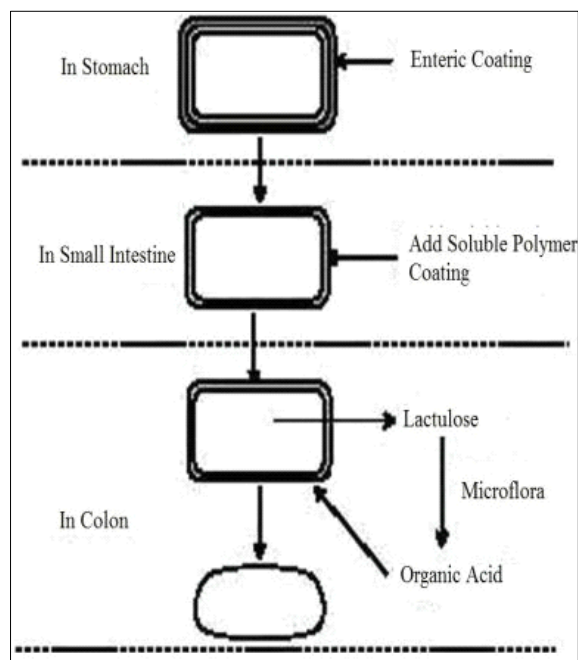 In Stomach
Enteric Coating
In Small Intestine
Add Soluble Polymer
Coating
Lactulose
Microflora
In Colon
Organic Acid